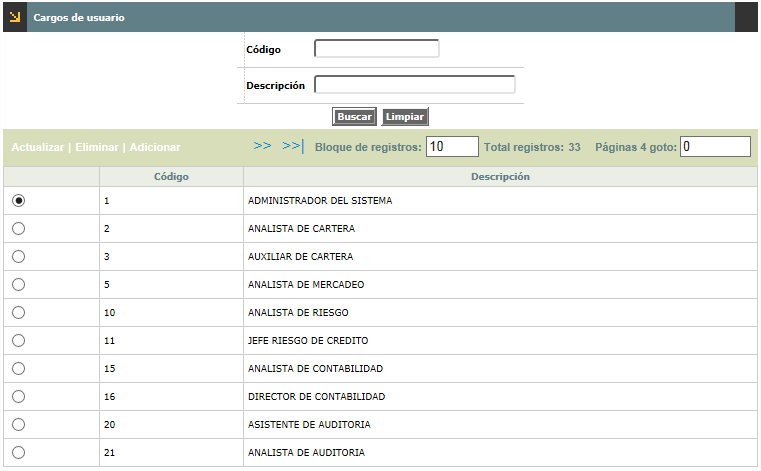 Cargos de usuario
Código
Descripción
Buscar Limpiar
Actualizar | Eliminar | Adicionar >> >>| Bloque de registros: 10 Total registros: 33 Páginas 4 goto: 0
Código Descripción
1 ADMINISTRADOR DEL SISTEMA
2 ANALISTA DE CARTERA
3 AUXILIAR DE CARTERA
5 ANALISTA DE MERCADEO
10 ANALISTA DE RIESGO
11 JEFE RIESGO DE CREDITO
15 ANALISTA DE CONTABILIDAD
16 DIRECTOR DE CONTABILIDAD
20 ASISTENTE DE AUDITORIA
21 ANALISTA DE AUDITORIA